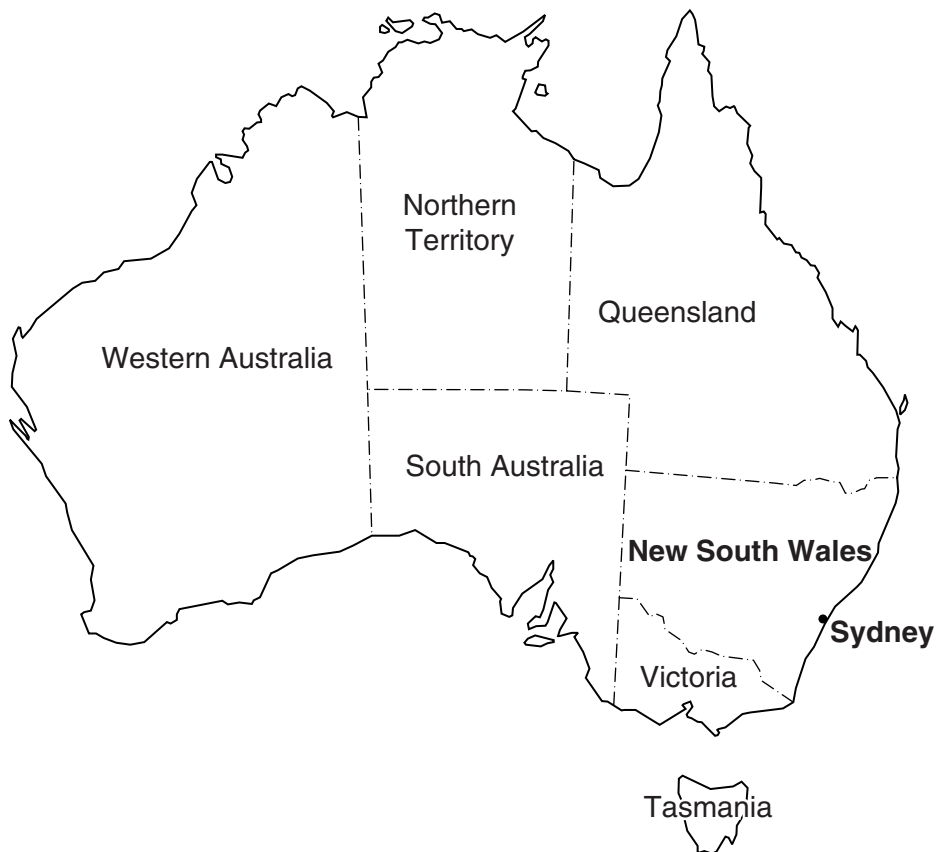 Northern
Territory
Queensland
Western Australia
South Australia
New South Wales
Sydney
Victoria
Tasmania